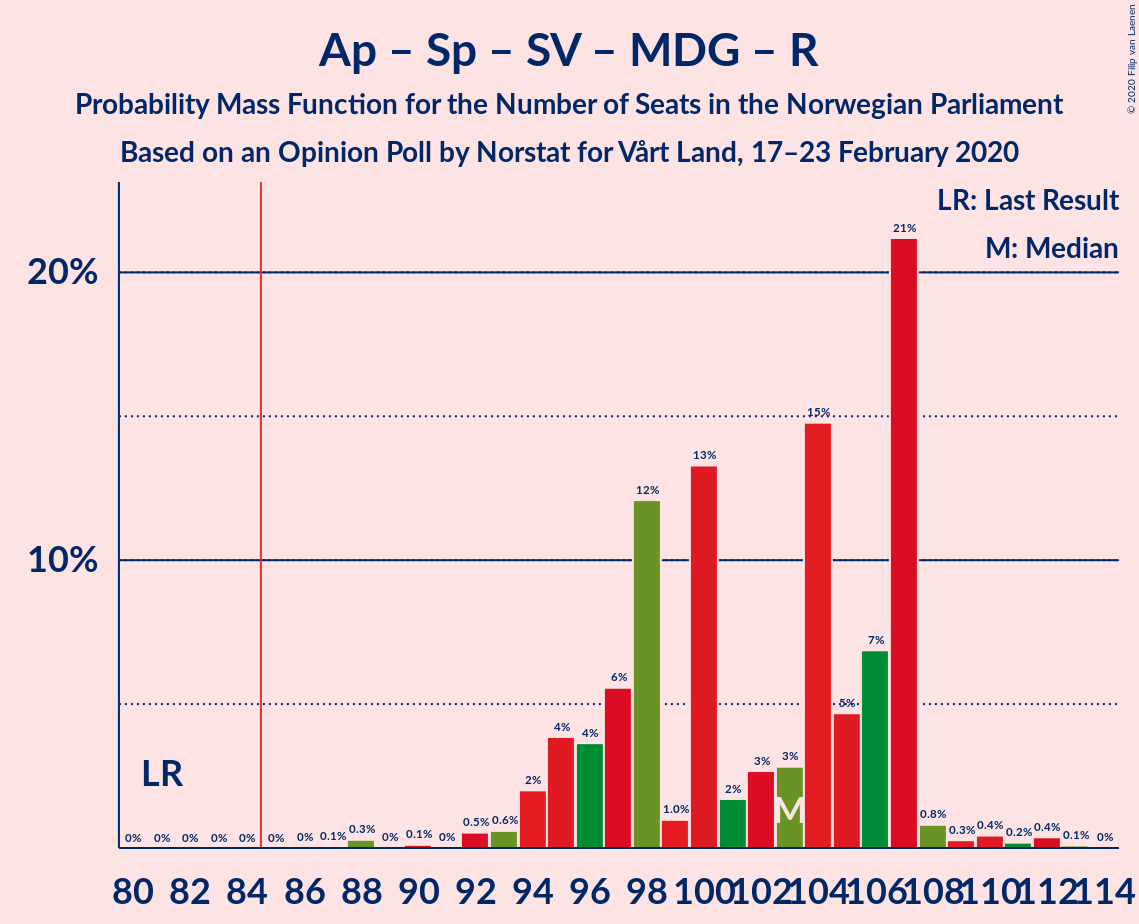 Ap – Sp – SV – MDG – R
Probability Mass Function for the Number of Seats in the Norwegian Parliament
Based on an Opinion Poll by Norstat for Vårt Land, 17–23 February 2020
© 2020 Filip van Laenen
LR: Last Result
M: Median
20%
10%
LR
M
0% 0% 0% 0% 0% 0% 0% 0.1% 0.3% 0% 0.1% 0% 0.5% 0.6% 2% 4% 4% 6% 12% 1.0% 13% 2% 3% 3% 15% 5% 7% 21% 0.8% 0.3% 0.4% 0.2% 0.4% 0.1% 0%
80 82 84 86 88 90 92 94 96 98 100 102 104 106 108 110 112 114